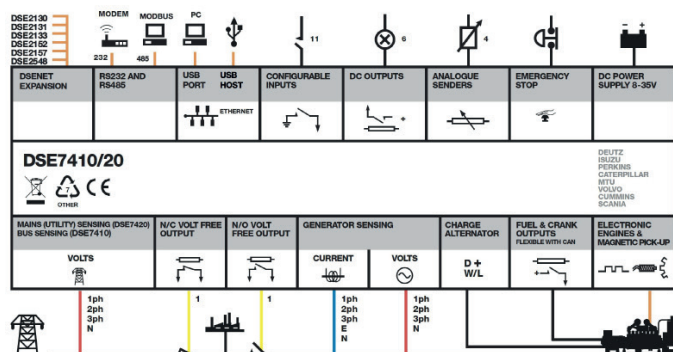 DSE2130
DSE2131
DSE2133
DSE2152
DSE2157
DSE2548
MODEM
MODBUS
PC
232
485
11
6
4
- +
DSENET
EXPANSION
RS232 AND
RS485
USB
PORT
USB
HOST
ETHERNET
CONFIGURABLE
INPUTS
DC OUTPUTS
+
ANALOGUE
SENDERS
EMERGENCY
STOP
DC POWER
SUPPLY 8-35V
DSE7410/20
7
OTHER
CE
DEUTZ
ISUZU
PERKINS
CATERPILLAR
MTU
VOLVO
CUMMINS
SCANIA
MAINS (UTILITY) SENSING (DSE7420)
BUS SENSING (DSE7410)
VOLTS
N/C VOLT FREE
OUTPUT
N/O VOLT
FREE OUTPUT
GENERATOR SENSING
CURRENT
VOLTS
CHARGE
ALTERNATOR
D +
W/L
FUEL & CRANK
OUTPUTS
FLEXIBLE WITH CAN
+
ELECTRONIC
ENGINES &
MAGNETIC PICK-UP
1ph
2ph
3ph
N
1
1
1ph
2ph
3ph
E
N
1ph
2ph
3ph
N